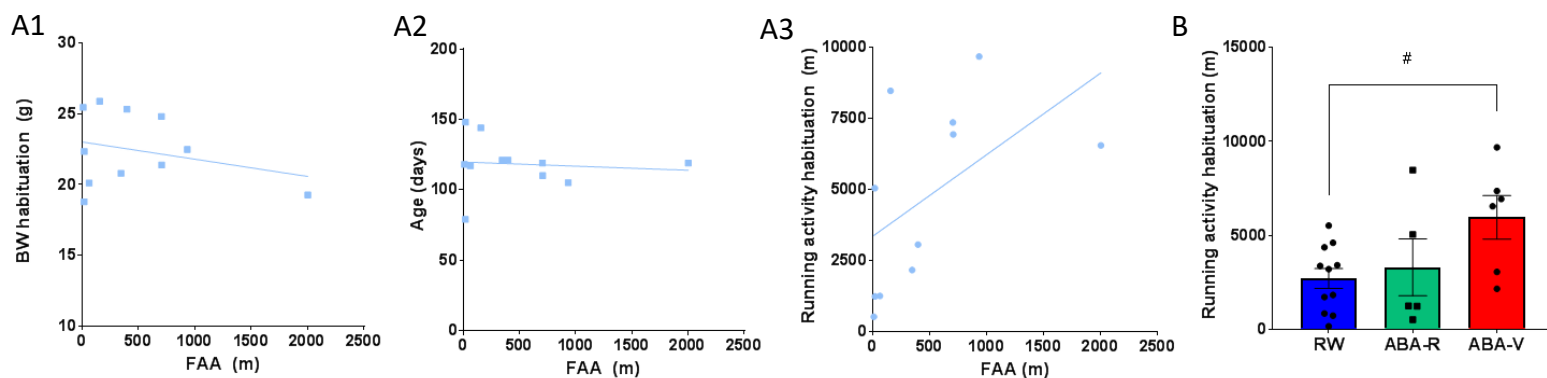 A1
BW habituation (g)
30
25
20
15
10
0 500 1000 1500 2000 2500
FAA (m)
A2
Age (days)
200
150
100
50
0
0 500 1000 1500 2000 2500
FAA (m)
A3
Running activity habituation (m)
10000
7500
5000
2500
0
0 500 1000 1500 2000 2500
FAA (m)
B
Running activity habituation (m)
15000
10000
5000
0
#
RW ABA-R ABA-V